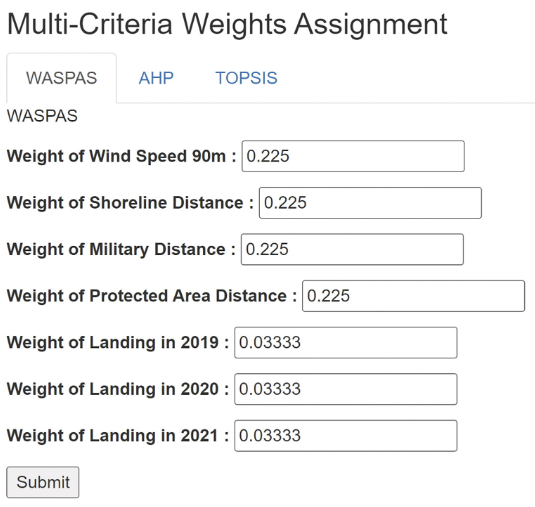 Multi-Criteria Weights Assignment
WASPAS AHP TOPSIS
WASPAS
Weight of Wind Speed 90m : 0.225
Weight of Shoreline Distance : 0.225
Weight of Military Distance : 0.225
Weight of Protected Area Distance : 0.225
Weight of Landing in 2019 : 0.03333
Weight of Landing in 2020 : 0.03333
Weight of Landing in 2021 : 0.03333
Submit